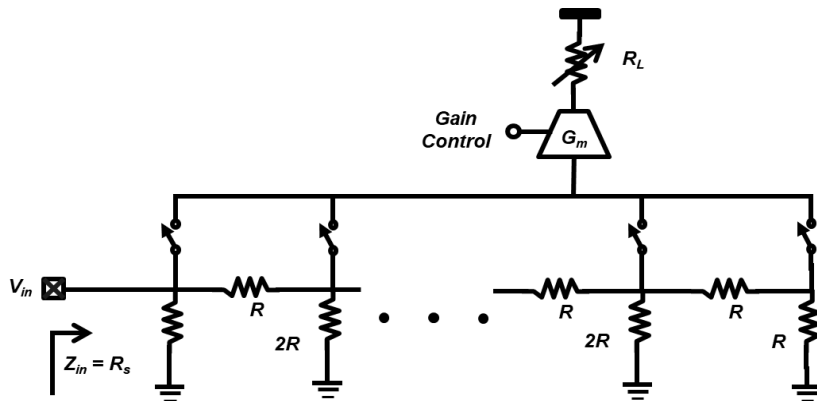 R_L
Gain
Control
G_m
V_in
R
R
R
2R
2R
R
Z_in = R_s